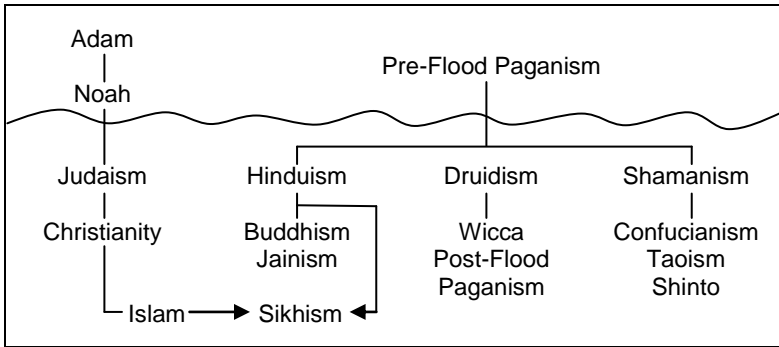 Adam
Pre-Flood Paganism
Noah
Judaism
Hinduism
Druidism
Shamanism
Christianity
Buddhism
Jainism
Wicca
Post-Flood
Paganism
Confucianism
Taoism
Shinto
Islam
Sikhism